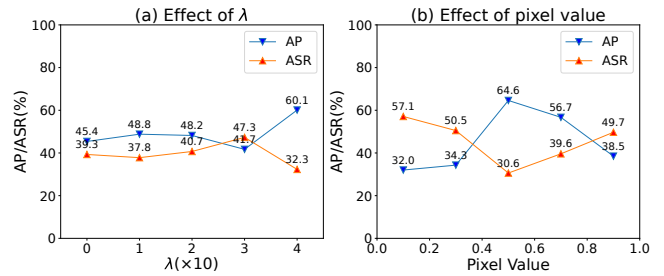 (a) Effect of λ
100
80
60
40
20
0
AP/ASR(%)
AP
ASR
45.4
48.8
48.2
41.7
60.1
39.3
37.8
40.7
47.3
32.3
0 1 2 3 4
λ(×10)
(b) Effect of pixel value
100
80
60
40
20
0
AP/ASR(%)
AP
ASR
32.0
34.3
64.6
56.7
38.5
57.1
50.5
30.6
39.6
49.7
0.0 0.2 0.4 0.6 0.8 1.0
Pixel Value